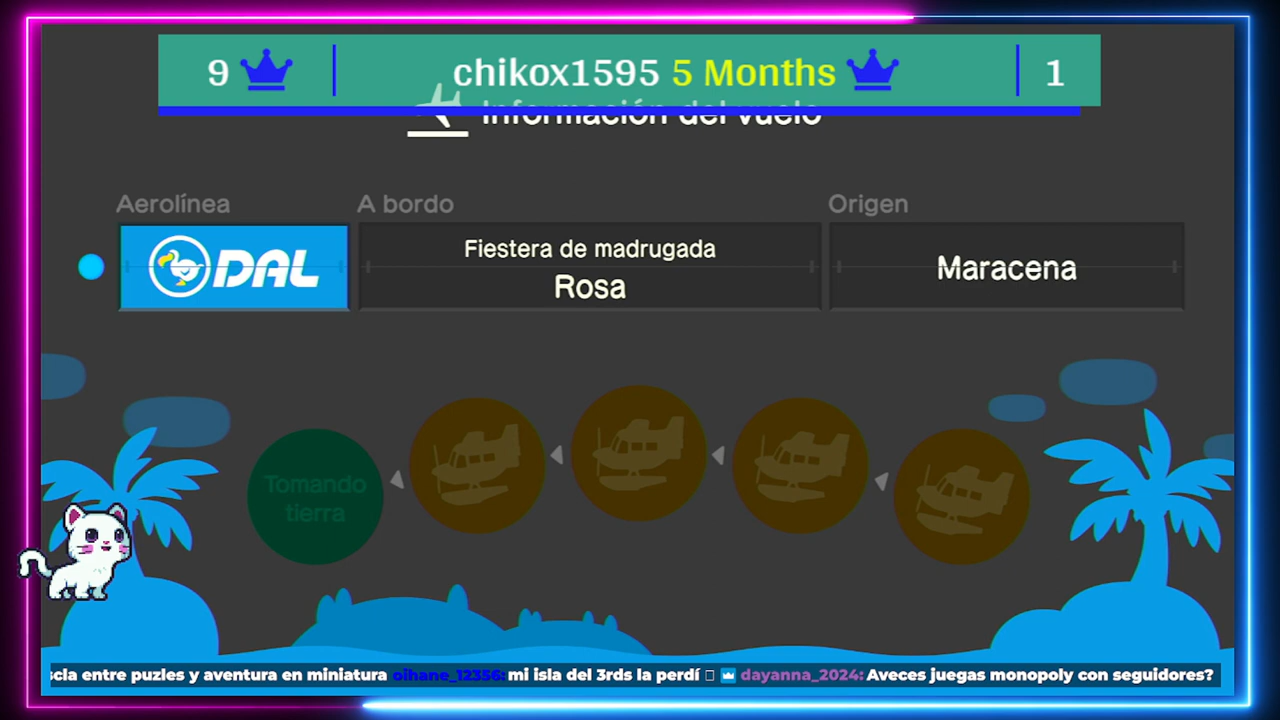 9 chikox1595 5 Months 1
Información del vuelo
Aerolínea A bordo Origen
DAL
Fiestera de madrugada
Rosa
Maracena
Tomando
tierra
scla entre puzles y aventura en miniatura oihane_12356: mi isla del 3rds la perdí dayanna_2024: Aveces juegas monopoly con seguidores?